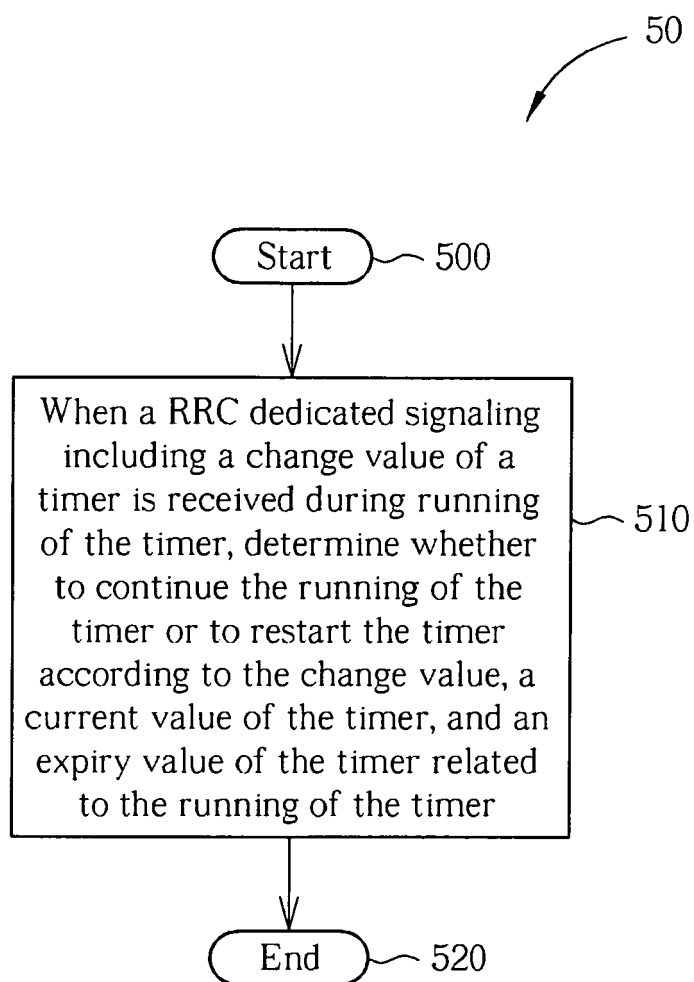 50
Start
500
When a RRC dedicated signaling
including a change value of a
timer is received during running
of the timer, determine whether
to continue the running of the
timer or to restart the timer
according to the change value, a
current value of the timer, and an
expiry value of the timer related
to the running of the timer
510
End
520